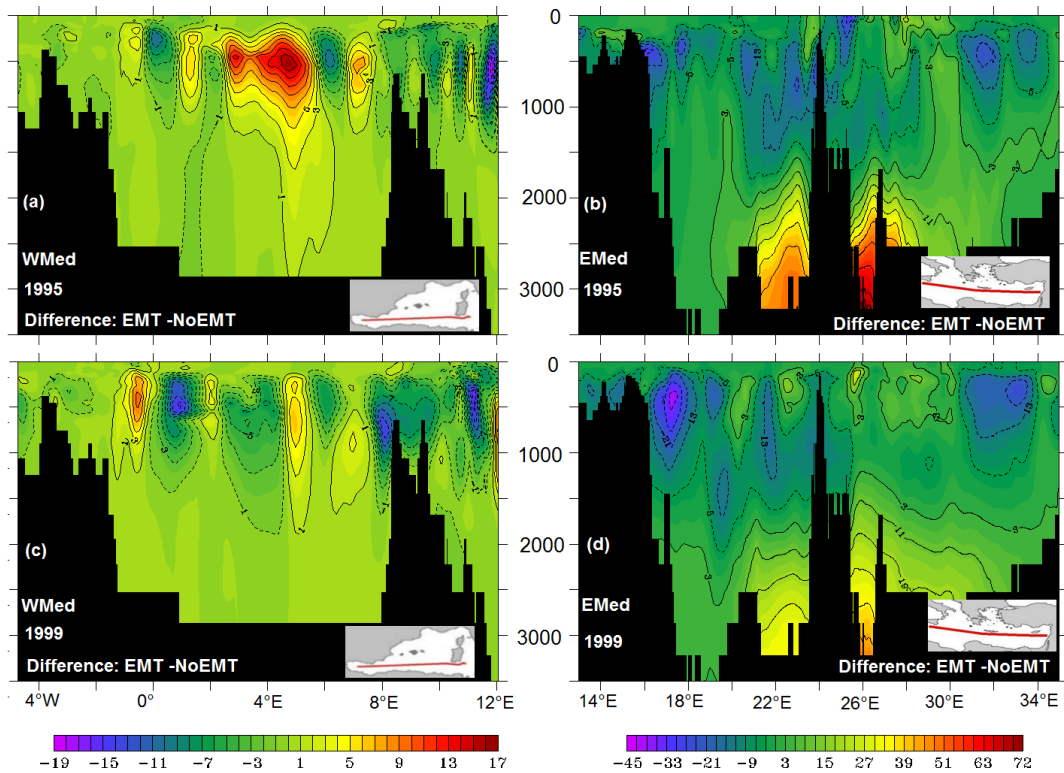 0
1000
2000
3000
(a)
WMed
1995
Difference: EMT -NoEMT
(b)
EMed
1995
Difference: EMT -NoEMT
0
1000
2000
3000
(c)
WMed
1999
Difference: EMT -NoEMT
(d)
EMed
1999
Difference: EMT -NoEMT
4°W 0° 4°E 8°E 12°E
14°E 18°E 22°E 26°E 30°E 34°E
-19 -15 -11 -7 -3 1 5 9 13 17
-45 -33 -21 -9 3 15 27 39 51 63 72